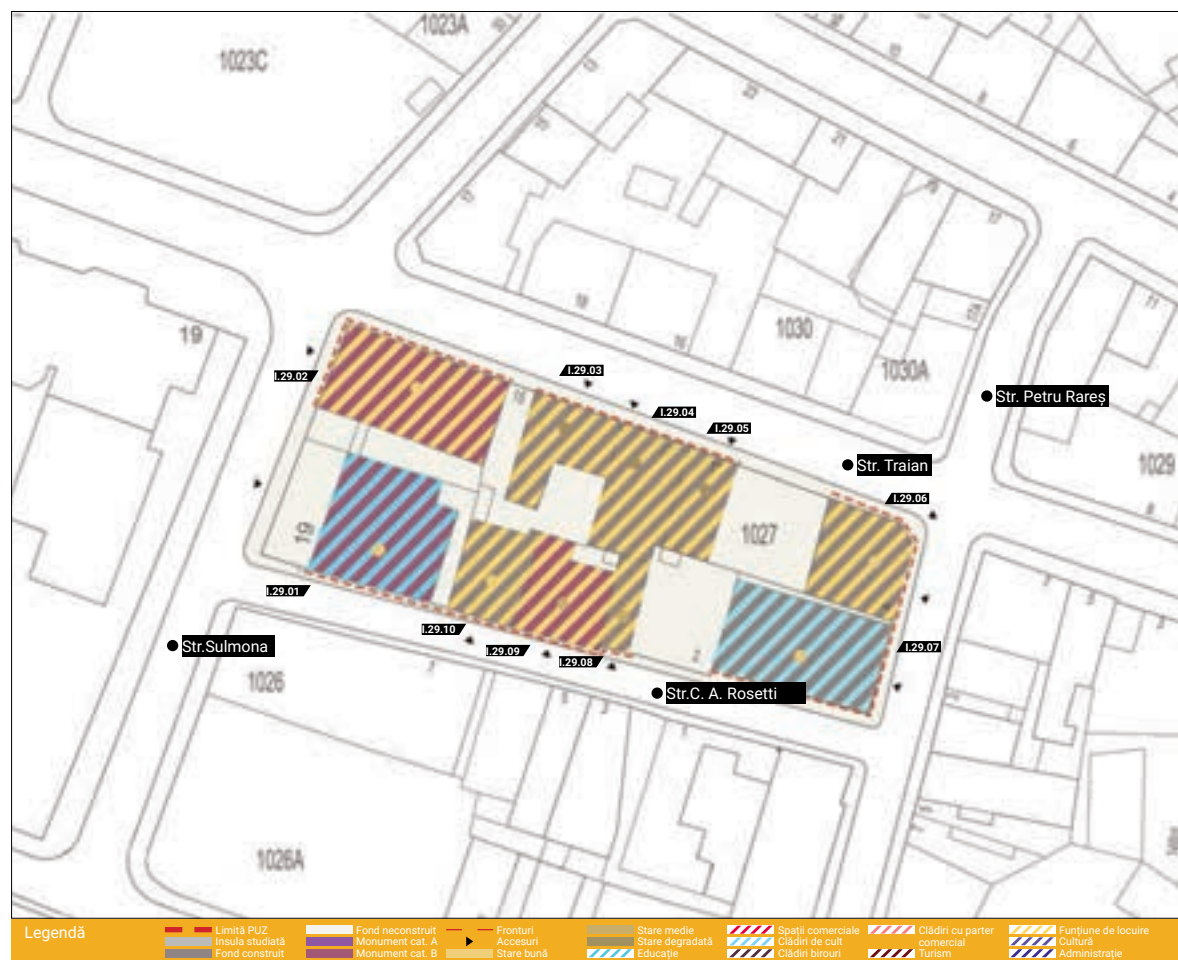 1023A
1023C
22
21
19
18
16
1030
1030A
Str. Petru Rareș
1029
I.29.02
I.29.03
I.29.04
I.29.05
Str. Traian
I.29.06
1027
19
I.29.01
I.29.10
I.29.09
I.29.08
I.29.07
Str.Sulmona
Str.C. A. Rosetti
1026
1026A
Legendă
Limită PUZ
Insula studiată
Fond construit
Fond neconstruit
Monument cat. A
Monument cat. B
Fronturi
Accesuri
Stare bună
Stare medie
Stare degradată
Educație
Spații comerciale
Clădiri de cult
Clădiri birouri
Clădiri cu parter
comercial
Turism
Funțiune de locuire
Cultură
Administrație